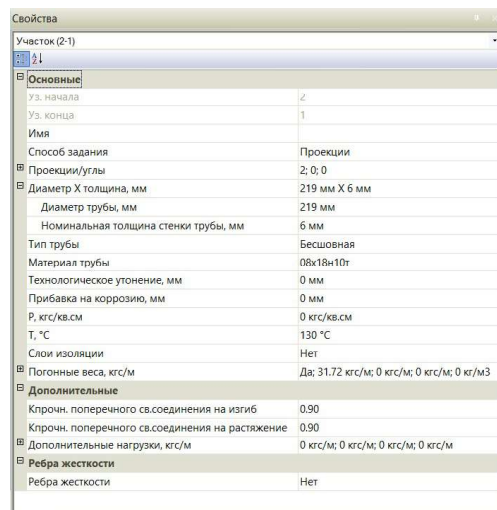 Свойства
Участок (2-1)
Основные
Уз. начала 2
Уз. конца 1
Имя
Способ задания Проекции
Проекции/углы 2; 0; 0
Диаметр X толщина, мм 219 мм X 6 мм
Диаметр трубы, мм 219 мм
Номинальная толщина стенки трубы, мм 6 мм
Тип трубы Бесшовная
Материал трубы 08х18н10т
Технологическое утонение, мм 0 мм
Прибавка на коррозию, мм 0 мм
P, кгс/кв.см 0 кгс/кв.см
T, °C 130 °C
Слои изоляции Нет
Погонные веса, кгс/м Да; 31.72 кгс/м; 0 кгс/м; 0 кгс/м; 0 кг/м3
Дополнительные
Kпрочн. поперечного св.соединения на изгиб 0.90
Kпрочн. поперечного св.соединения на растяжение 0.90
Дополнительные нагрузки, кгс/м 0 кгс/м; 0 кгс/м; 0 кгс/м; 0 кгс/м
Ребра жесткости
Ребра жесткости Нет